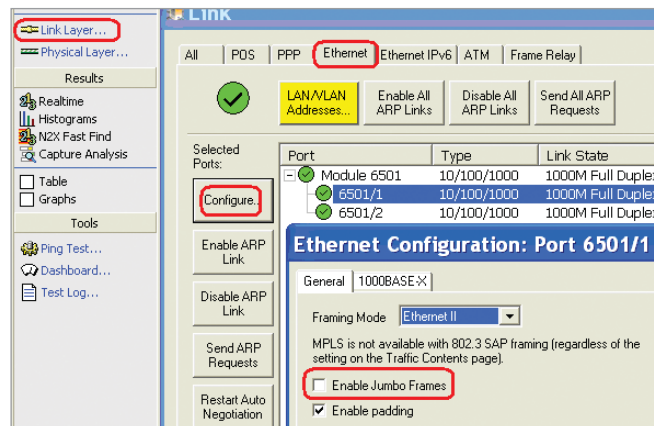 Link Layer...
Physical Layer...
Results
Realtime
Histograms
N2X Fast Find
Capture Analysis
Table
Graphs
Tools
Ping Test...
Dashboard...
Test Log...
Link
All POS PPP Ethernet Ethernet IPv6 ATM Frame Relay
LAN/VLAN Addresses...
Enable All ARP Links
Disable All ARP Links
Send All ARP Requests
Selected Ports:
Configure..
Enable ARP Link
Disable ARP Link
Send ARP Requests
Restart Auto Negotiation
Port Type Link State
Module 6501 10/100/1000 1000M Full Duple
6501/1 10/100/1000 1000M Full Duple
6501/2 10/100/1000 1000M Full Duple
Ethernet Configuration: Port 6501/1
General 1000BASE-X
Framing Mode Ethernet II
MPLS is not available with 802.3 SAP framing (regardless of the
setting on the Traffic Contents page).
Enable Jumbo Frames
Enable padding